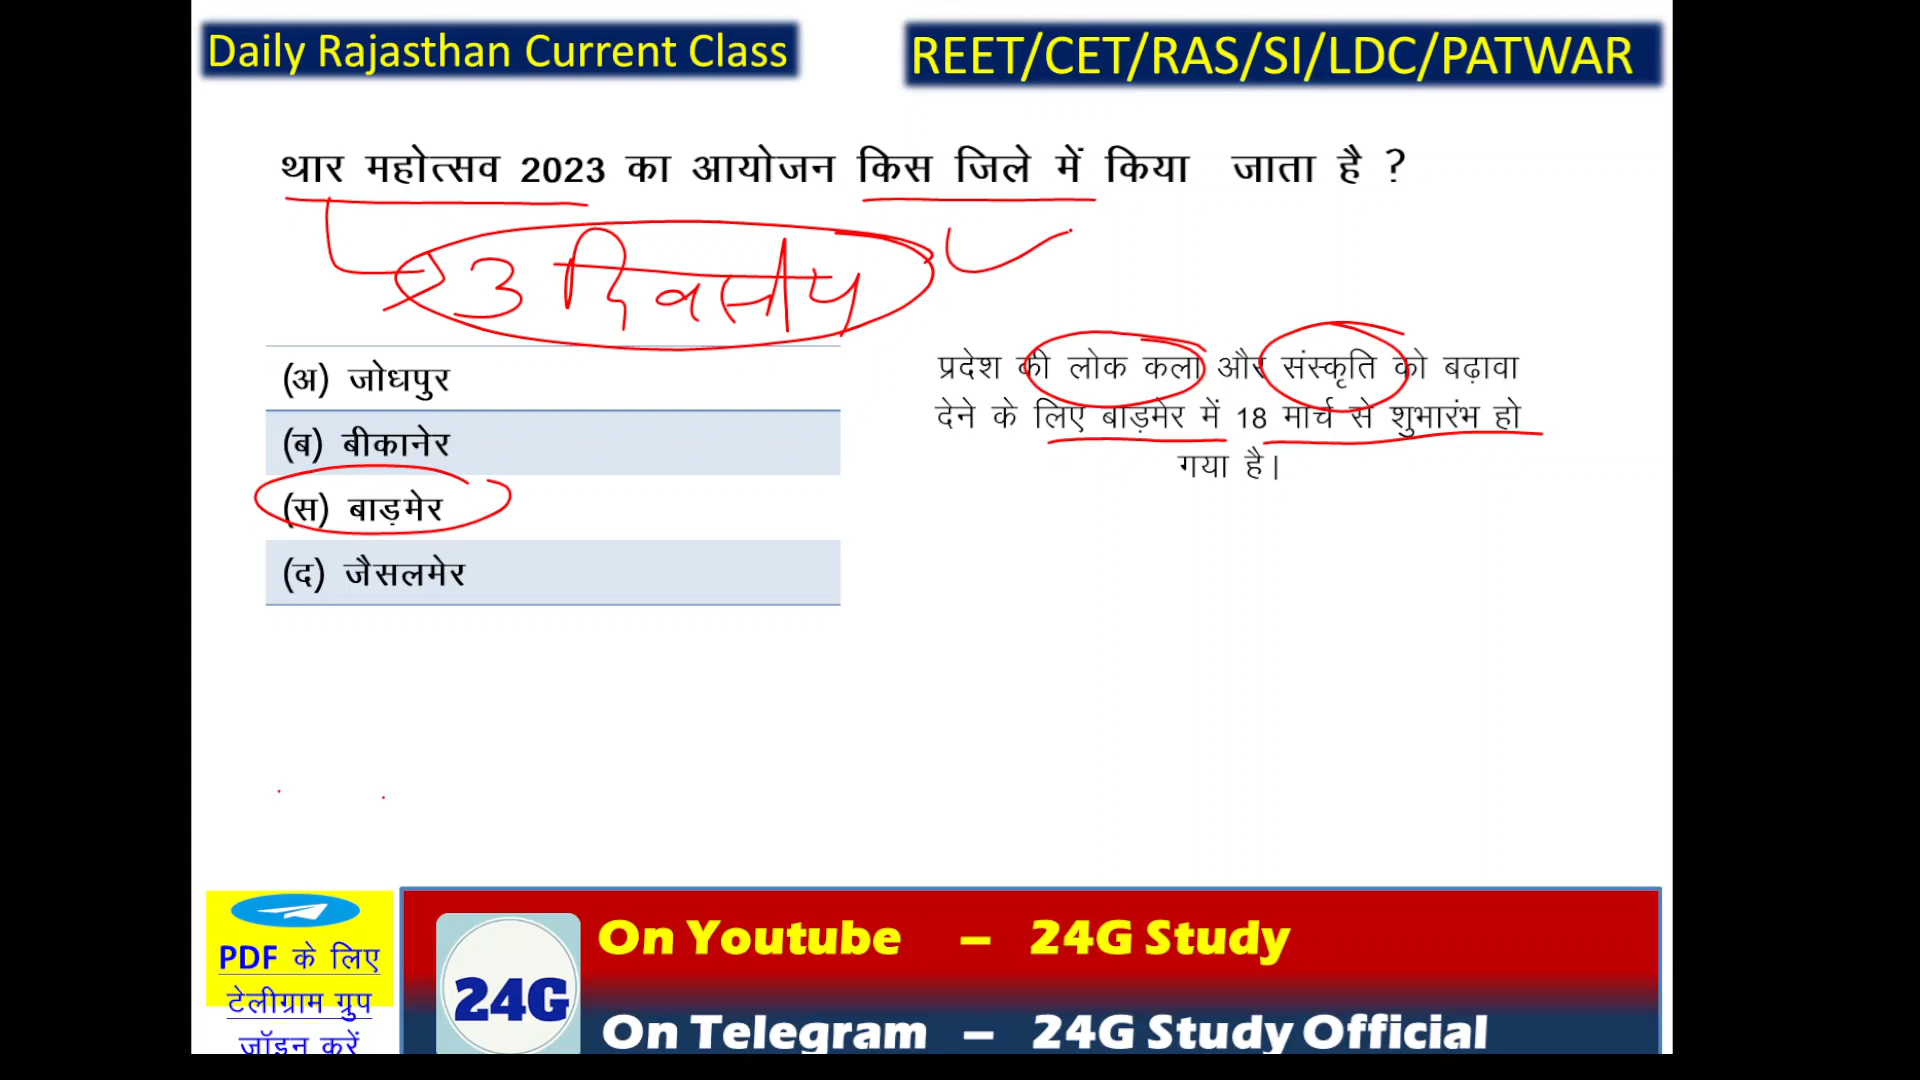 Daily Rajasthan Current Class
REET/CET/RAS/SI/LDC/PATWAR
थार महोत्सव 2023 का आयोजन किस जिले में किया जाता है ?
3 दिवसीय
(अ) जोधपुर
(ब) बीकानेर
(स) बाड़मेर
(द) जैसलमेर
प्रदेश की लोक कला और संस्कृति को बढ़ावा
देने के लिए बाड़मेर में 18 मार्च से शुभारंभ हो
गया है।
PDF के लिए
टेलीग्राम ग्रुप
जॉइन करें
24G
On Youtube – 24G Study
On Telegram – 24G Study Official